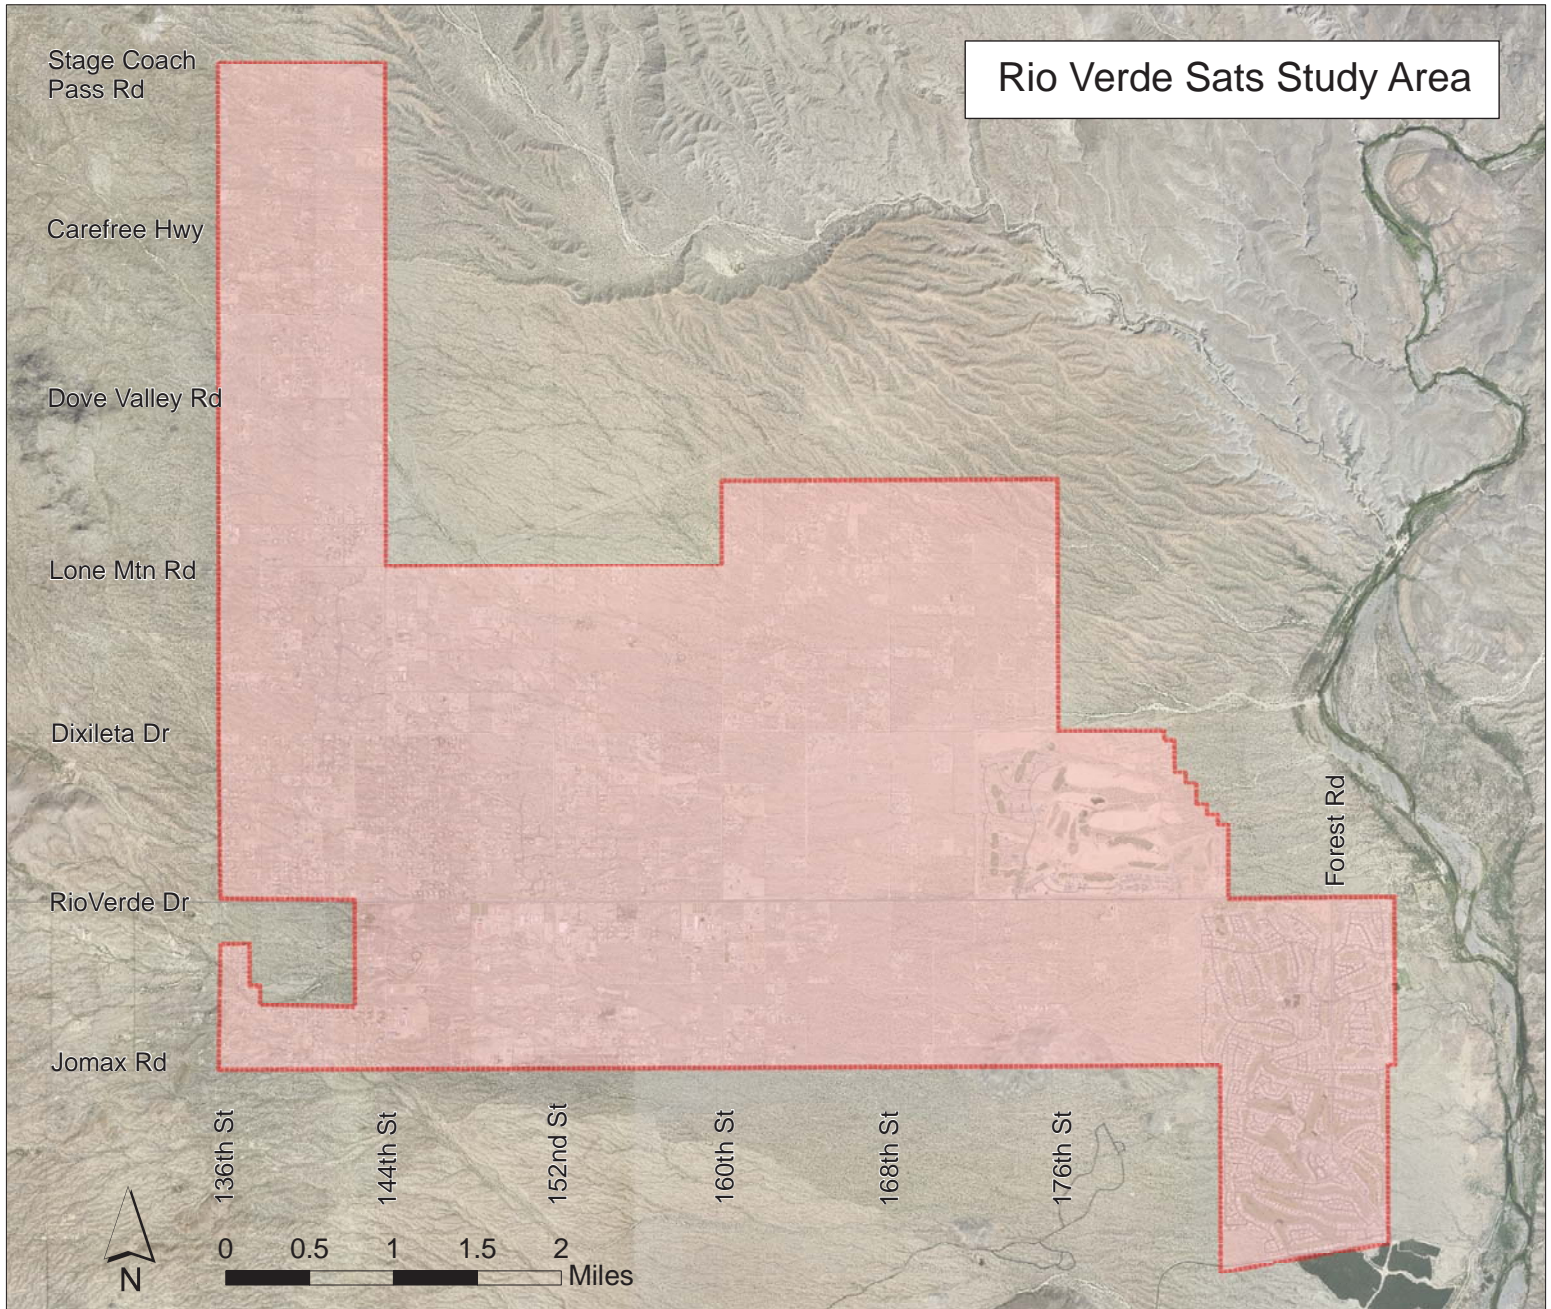 Rio Verde Sats Study Area
Stage Coach
Pass Rd
Carefree Hwy
Dove Valley Rd
Lone Mtn Rd
Dixileta Dr
Forest Rd
RioVerde Dr
Jomax Rd
136th St
144th St
152nd St
160th St
168th St
176th St
N
0 0.5 1 1.5 2
Miles